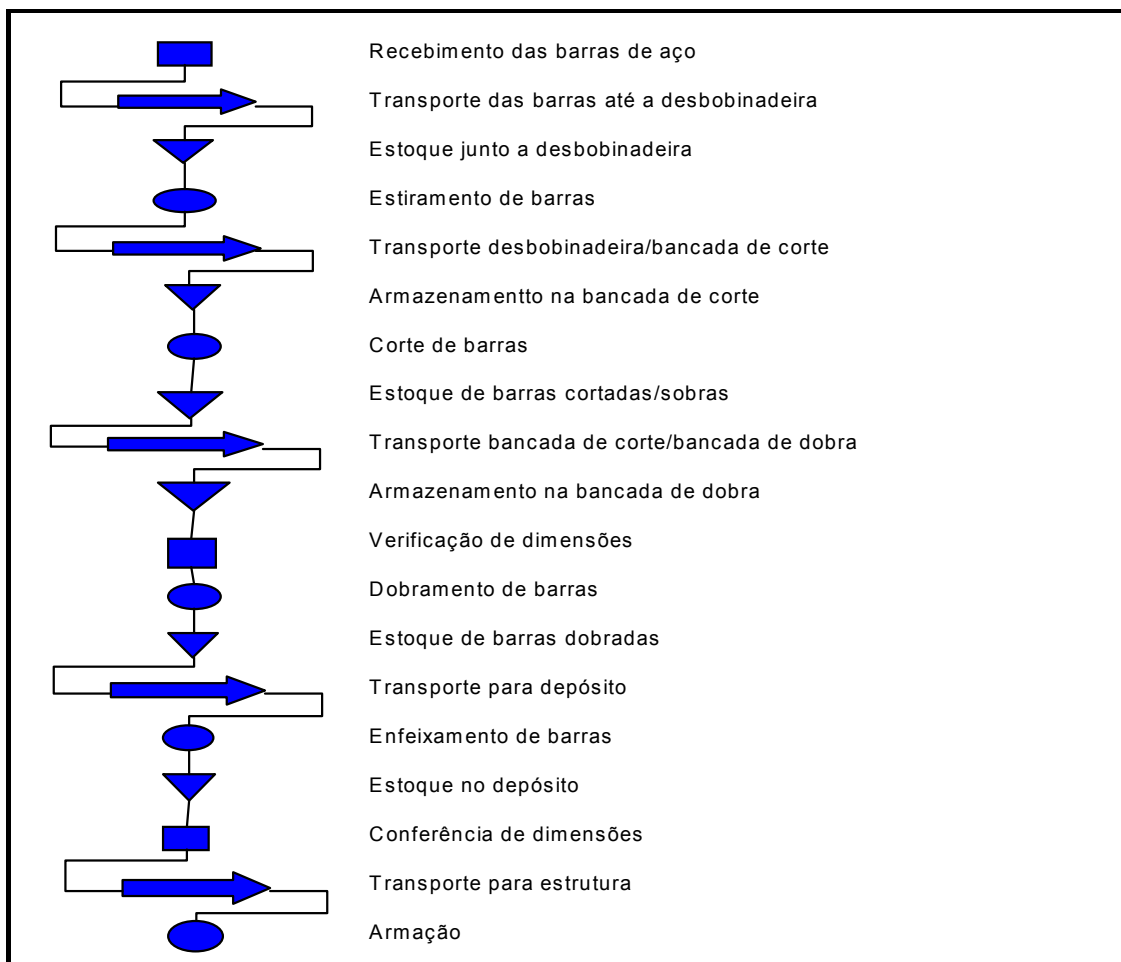 Recebimento das barras de aço
Transporte das barras até a desbobinadeira
Estoque junto a desbobinadeira
Estiramento de barras
Transporte desbobinadeira/bancada de corte
Armazenamentto na bancada de corte
Corte de barras
Estoque de barras cortadas/sobras
Transporte bancada de corte/bancada de dobra
Armazenamento na bancada de dobra
Verificação de dimensões
Dobramento de barras
Estoque de barras dobradas
Transporte para depósito
Enfeixamento de barras
Estoque no depósito
Conferência de dimensões
Transporte para estrutura
Armação